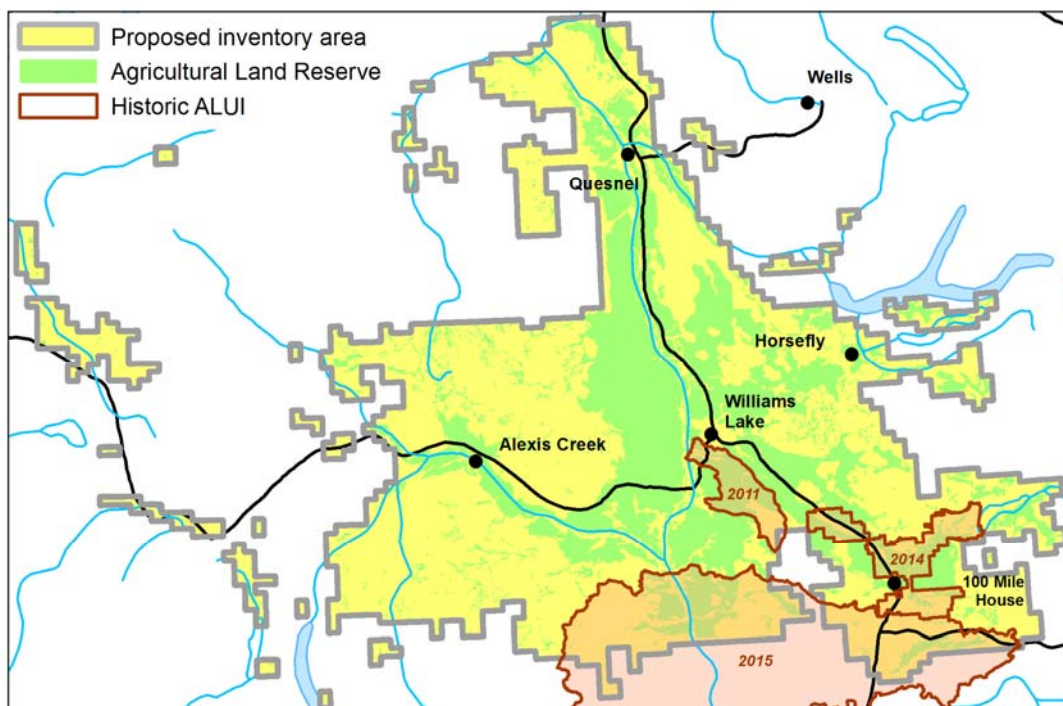 Proposed inventory area
Agricultural Land Reserve
Historic ALUI
Wells
Quesnel
Horsefly
Williams
Lake
Alexis Creek
2011
2014
100 Mile
House
2015